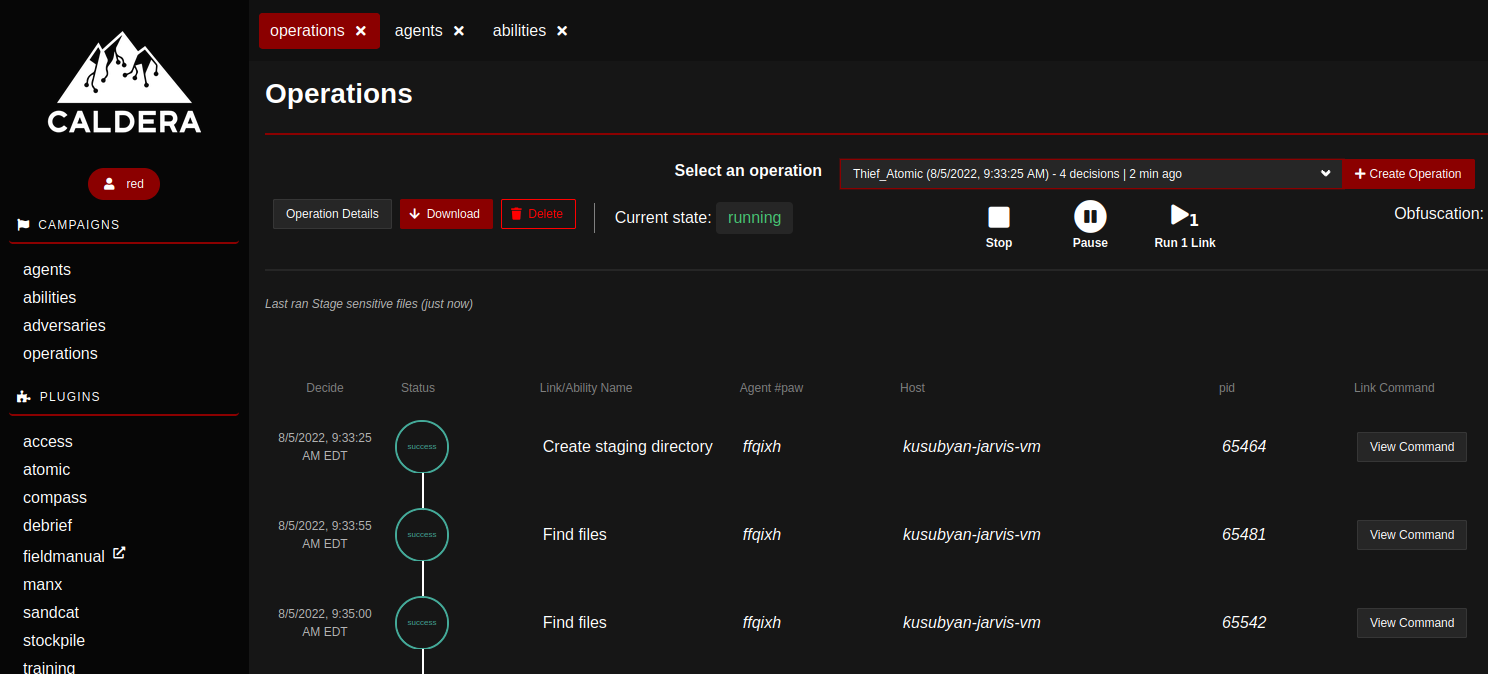 CALDERA
red
CAMPAIGNS
agents
abilities
adversaries
operations
PLUGINS
access
atomic
compass
debrief
fieldmanual
manx
sandcat
stockpile
training
operations agents abilities
Operations
Select an operation Thief_Atomic (8/5/2022, 9:33:25 AM) - 4 decisions | 2 min ago Create Operation
Operation Details Download Delete Current state: running Stop Pause 1 Run 1 Link Obfuscation:
Last ran Stage sensitive files (just now)
Decide Status Link/Ability Name Agent #paw Host pid Link Command
8/5/2022, 9:33:25 AM EDT success Create staging directory ffqixh kusubyan-jarvis-vm 65464 View Command
8/5/2022, 9:33:55 AM EDT success Find files ffqixh kusubyan-jarvis-vm 65481 View Command
8/5/2022, 9:35:00 AM EDT success Find files ffqixh kusubyan-jarvis-vm 65542 View Command